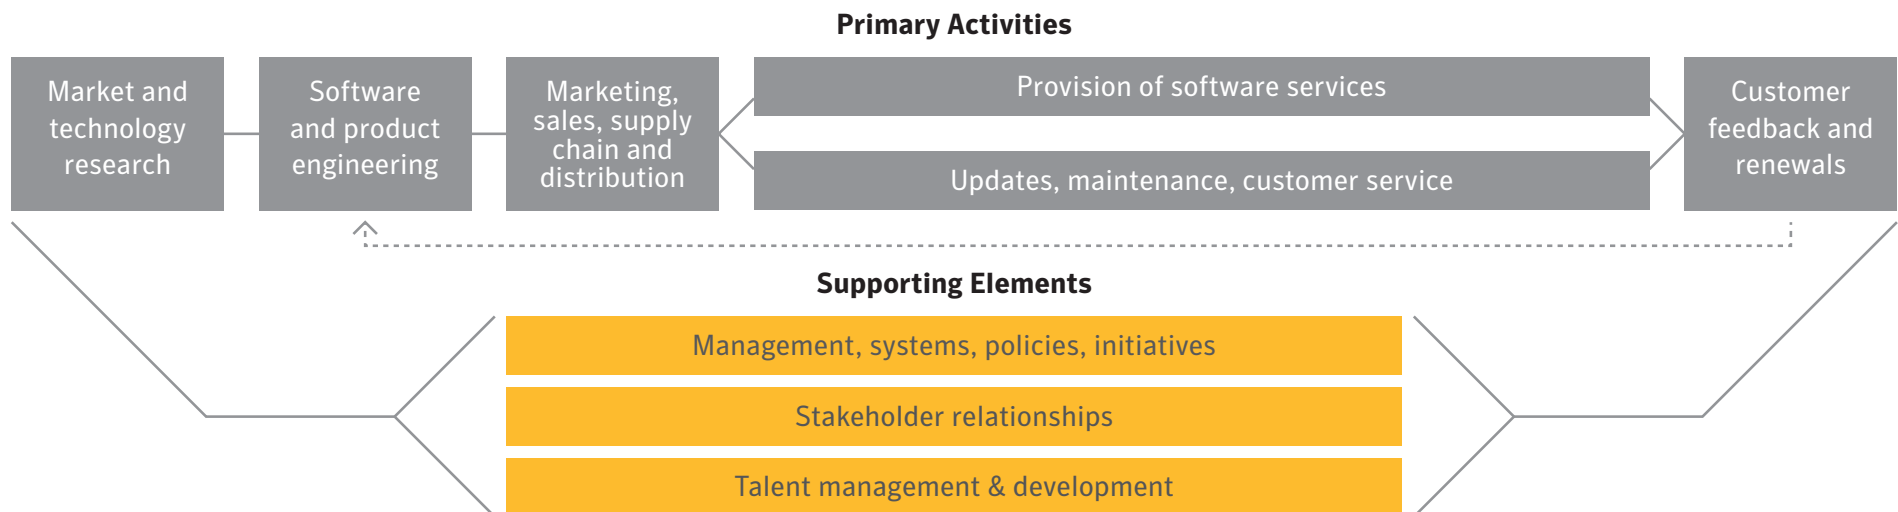 Primary Activities
Market and
technology
research
Software
and product
engineering
Marketing,
sales, supply
chain and
distribution
Provision of software services
Updates, maintenance, customer service
Customer
feedback and
renewals
Supporting Elements
Management, systems, policies, initiatives
Stakeholder relationships
Talent management & development